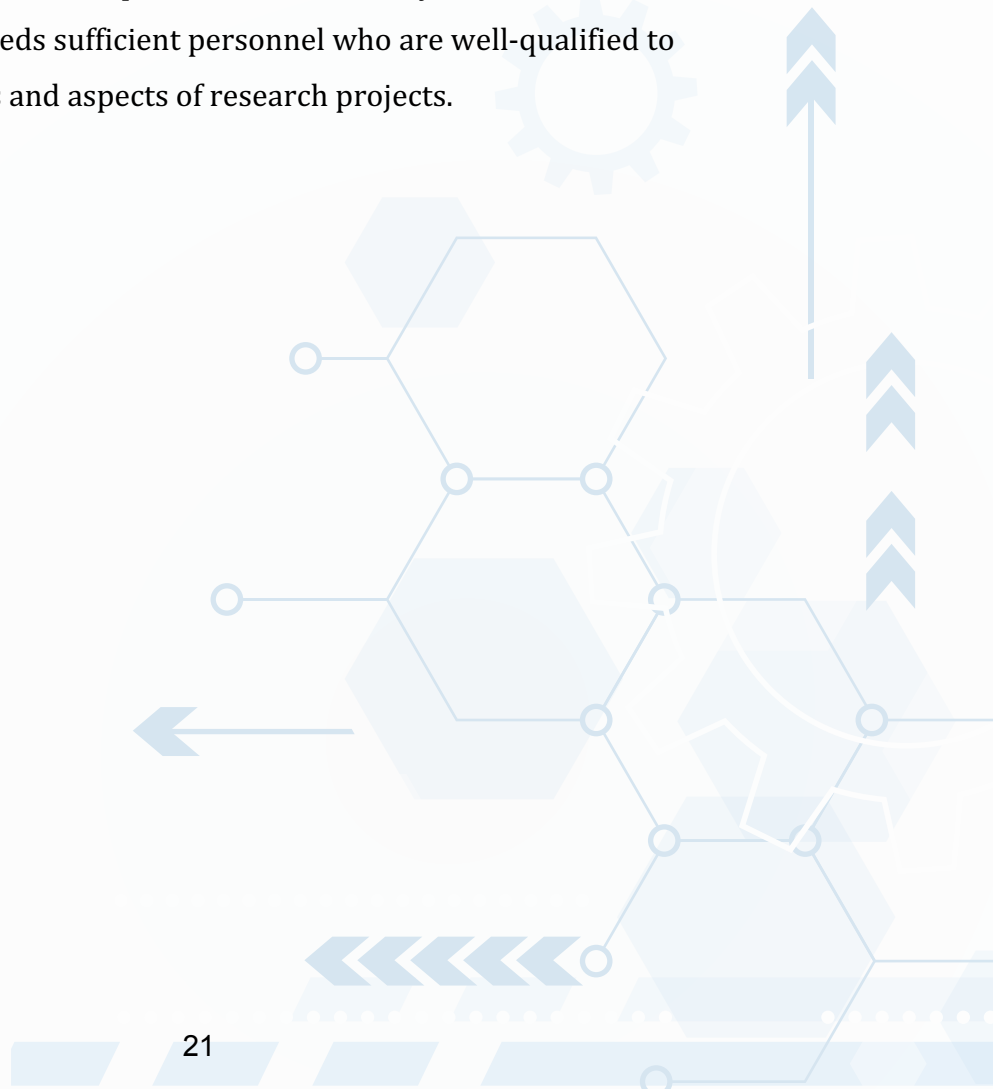 eds sufficient personnel who are well-qualified to
and aspects of research projects.
21